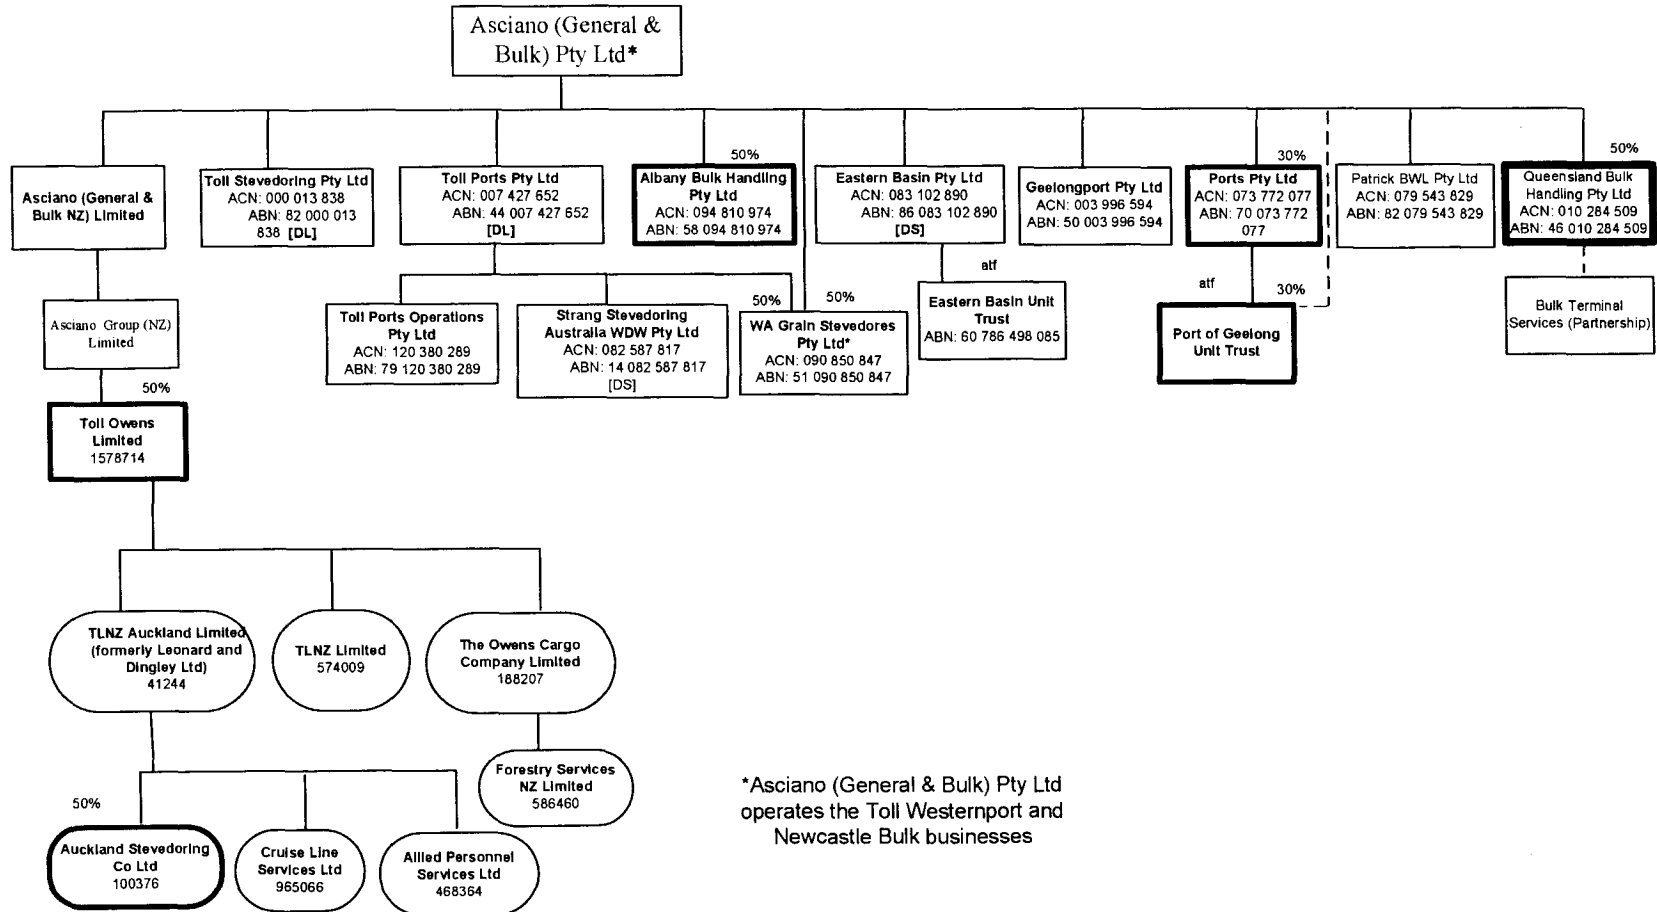 Asciano (General &
Bulk) Pty Ltd*
Asciano (General &
Bulk NZ) Limited
Toll Stevedoring Pty Ltd
ACN: 000 013 838
ABN: 82 000 013
838 [DL]
Toll Ports Pty Ltd
ACN: 007 427 652
ABN: 44 007 427 652
[DL]
50%
Albany Bulk Handling
Pty Ltd
ACN: 094 810 974
ABN: 58 094 810 974
Eastern Basin Pty Ltd
ACN: 083 102 890
ABN: 86 083 102 890
[DS]
Geelongport Pty Ltd
ACN: 003 996 594
ABN: 50 003 996 594
30%
Ports Pty Ltd
ACN: 073 772 077
ABN: 70 073 772
077
Patrick BWL Pty Ltd
ACN: 079 543 829
ABN: 82 079 543 829
50%
Queensland Bulk
Handling Pty Ltd
ACN: 010 284 509
ABN: 46 010 284 509
Asciano Group (NZ)
Limited
Toll Ports Operations
Pty Ltd
ACN: 120 380 289
ABN: 79 120 380 289
Strang Stevedoring
Australia WDW Pty Ltd
ACN: 082 587 817
ABN: 14 082 587 817
[DS]
50%
50%
WA Grain Stevedores
Pty Ltd*
ACN: 090 850 847
ABN: 51 090 850 847
atf
Eastern Basin Unit
Trust
ABN: 60 786 498 085
atf
30%
Port of Geelong
Unit Trust
Bulk Terminal
Services (Partnership)
50%
Toll Owens
Limited
1578714
TLNZ Auckland Limited
(formerly Leonard and
Dingley Ltd)
41244
TLNZ Limited
574009
The Owens Cargo
Company Limited
188207
Forestry Services
NZ Limited
586460
50%
Auckland Stevedoring
Co Ltd
100376
Cruise Line
Services Ltd
965066
Allied Personnel
Services Ltd
468364
*Asciano (General & Bulk) Pty Ltd
operates the Toll Westernport and
Newcastle Bulk businesses